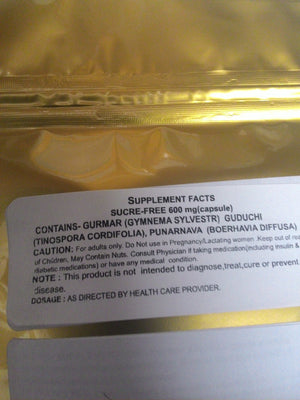 SUPPLEMENT FACTS
SUCRE-FREE 600 mg(capsule)
CONTAINS- GURMAR (GYMNEMA SYLVESTR) GUDUCHI
(TINOSPORA CORDIFOLIA), PUNARNAVA (BOERHAVIA DIFFUSA)
CAUTION: For adults only. Do Not use in Pregnancy/Lactating women. Keep out of
of Children, May Contain Nuts. Consult Physician if taking medication(including insulin &
diabetic medications) or have any medical condition.
NOTE : This product is not intended to diagnose,treat,cure or prevent
disease.
DOSAGE : AS DIRECTED BY HEALTH CARE PROVIDER.